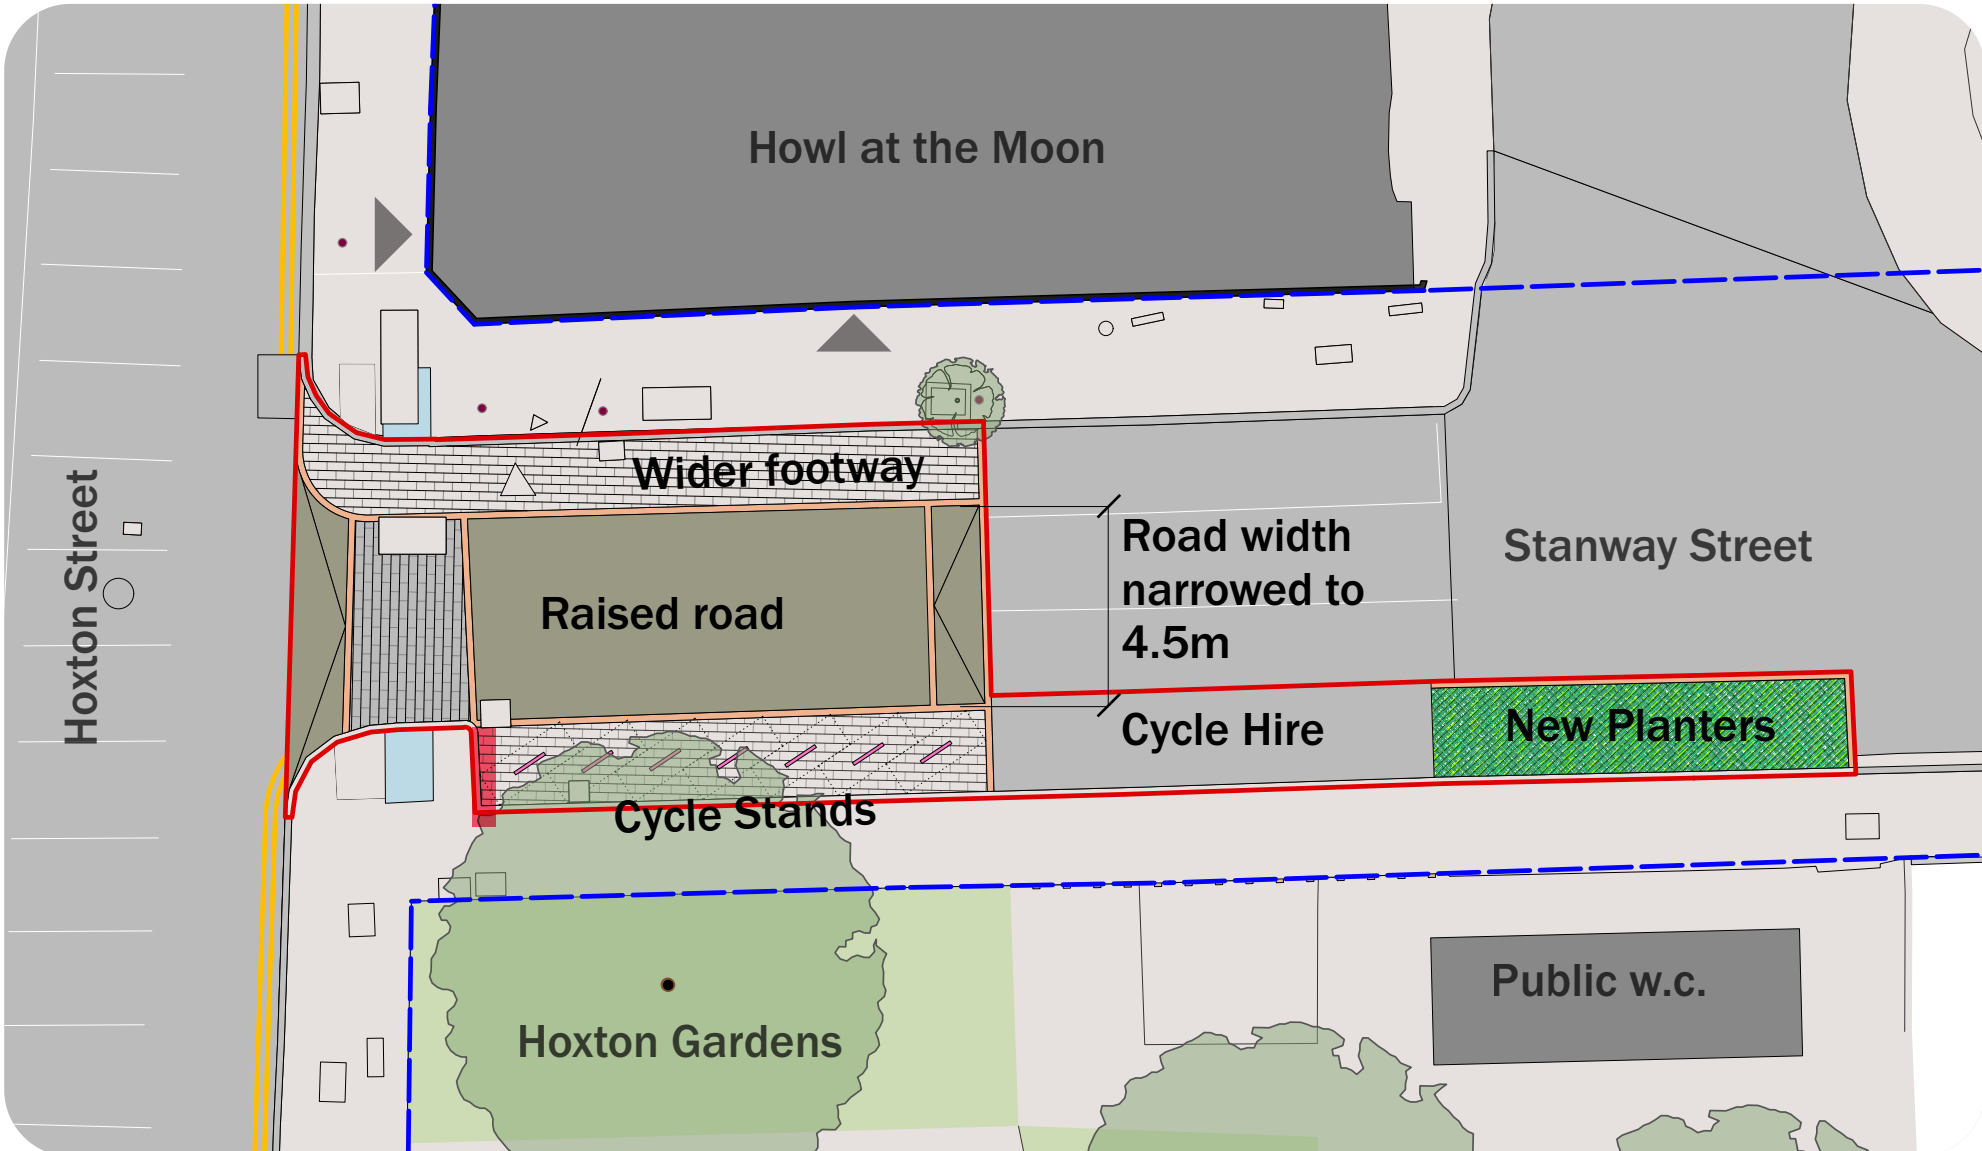 Howl at the Moon
Wider footway
Hoxton Street
Road width
narrowed to
4.5m
Stanway Street
Raised road
Cycle Hire
New Planters
Cycle Stands
Public w.c.
Hoxton Gardens